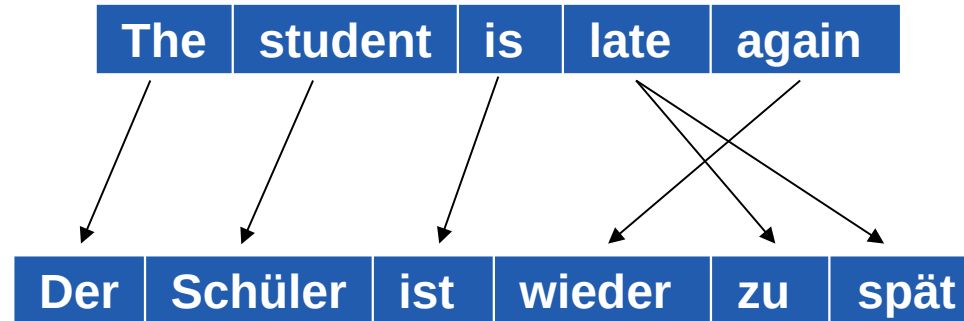 The student is late again
Der Schüler ist wieder zu spät